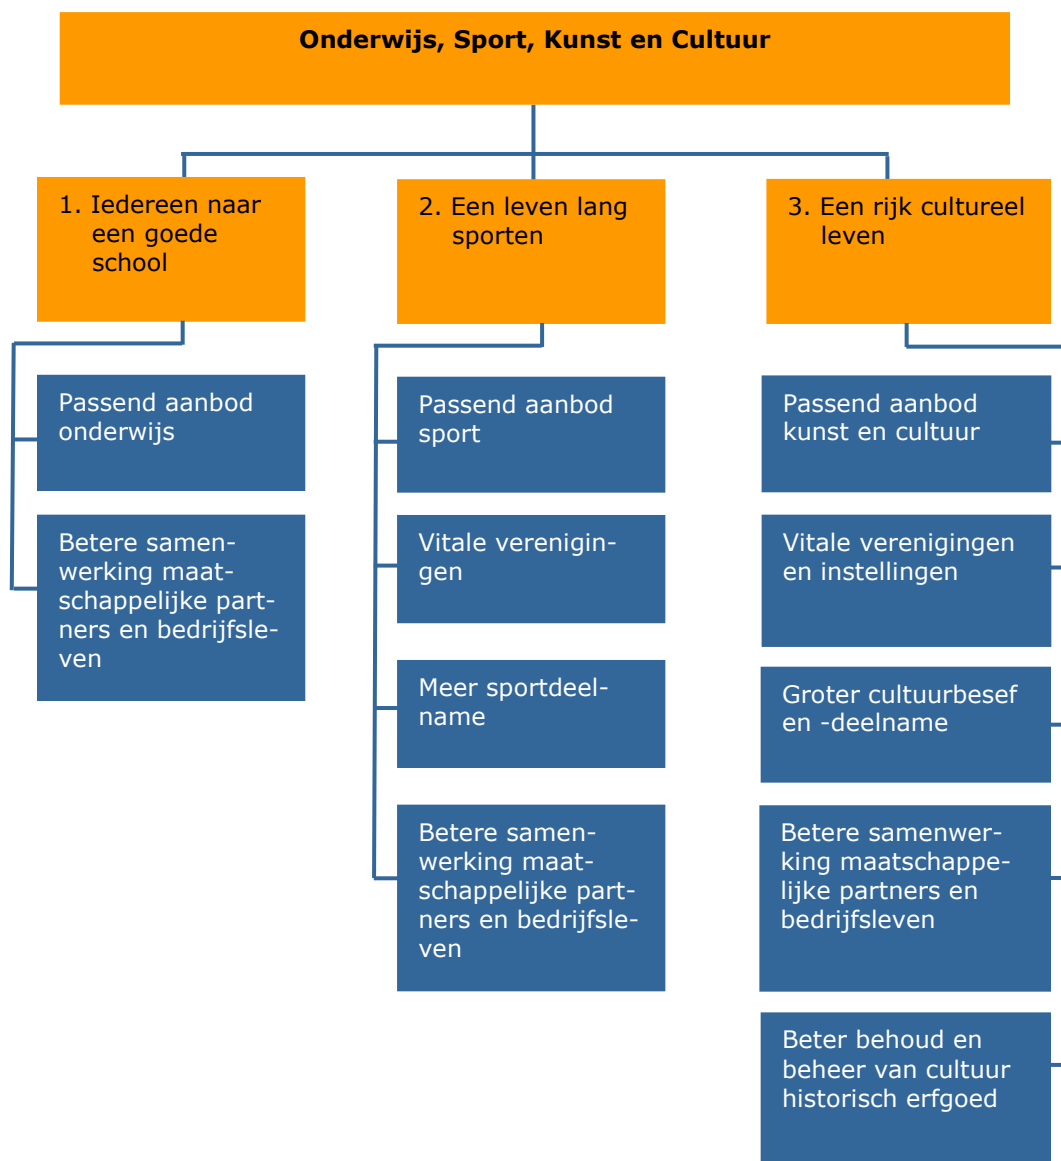 Onderwijs, Sport, Kunst en Cultuur
1. Iedereen naar
een goede
school
Passend aanbod
onderwijs
Betere samen-
werking maat-
schappelijke part-
ners en bedrijfsle-
ven
2. Een leven lang
sporten
Passend aanbod
sport
Vitale verenigin-
gen
Meer sportdeel-
name
Betere samen-
werking maat-
schappelijke part-
ners en bedrijfsle-
ven
3. Een rijk cultureel
leven
Passend aanbod
kunst en cultuur
Vitale verenigingen
en instellingen
Groter cultuurbesef
en -deelname
Betere samenwer-
king maatschappe-
lijke partners en
bedrijfsleven
Beter behoud en
beheer van cultuur
historisch erfgoed